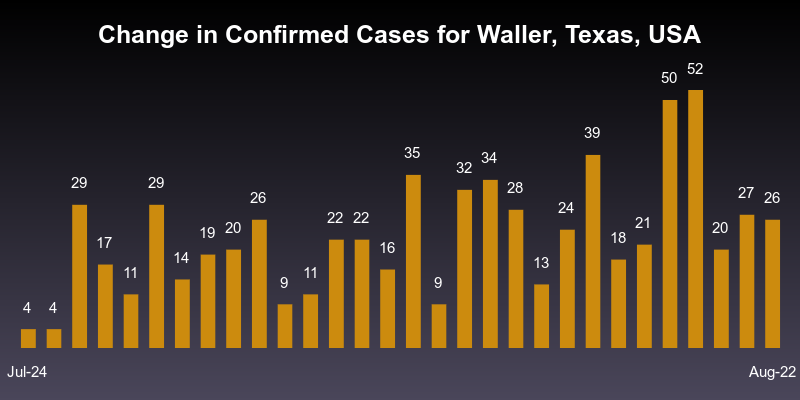 Change in Confirmed Cases for Waller, Texas, USA
4 4 29 17 11 29 14 19 20 26 9 11 22 22 16 35 9 32 34 28 13 24 39 18 21 50 52 20 27 26
Jul-24 Aug-22